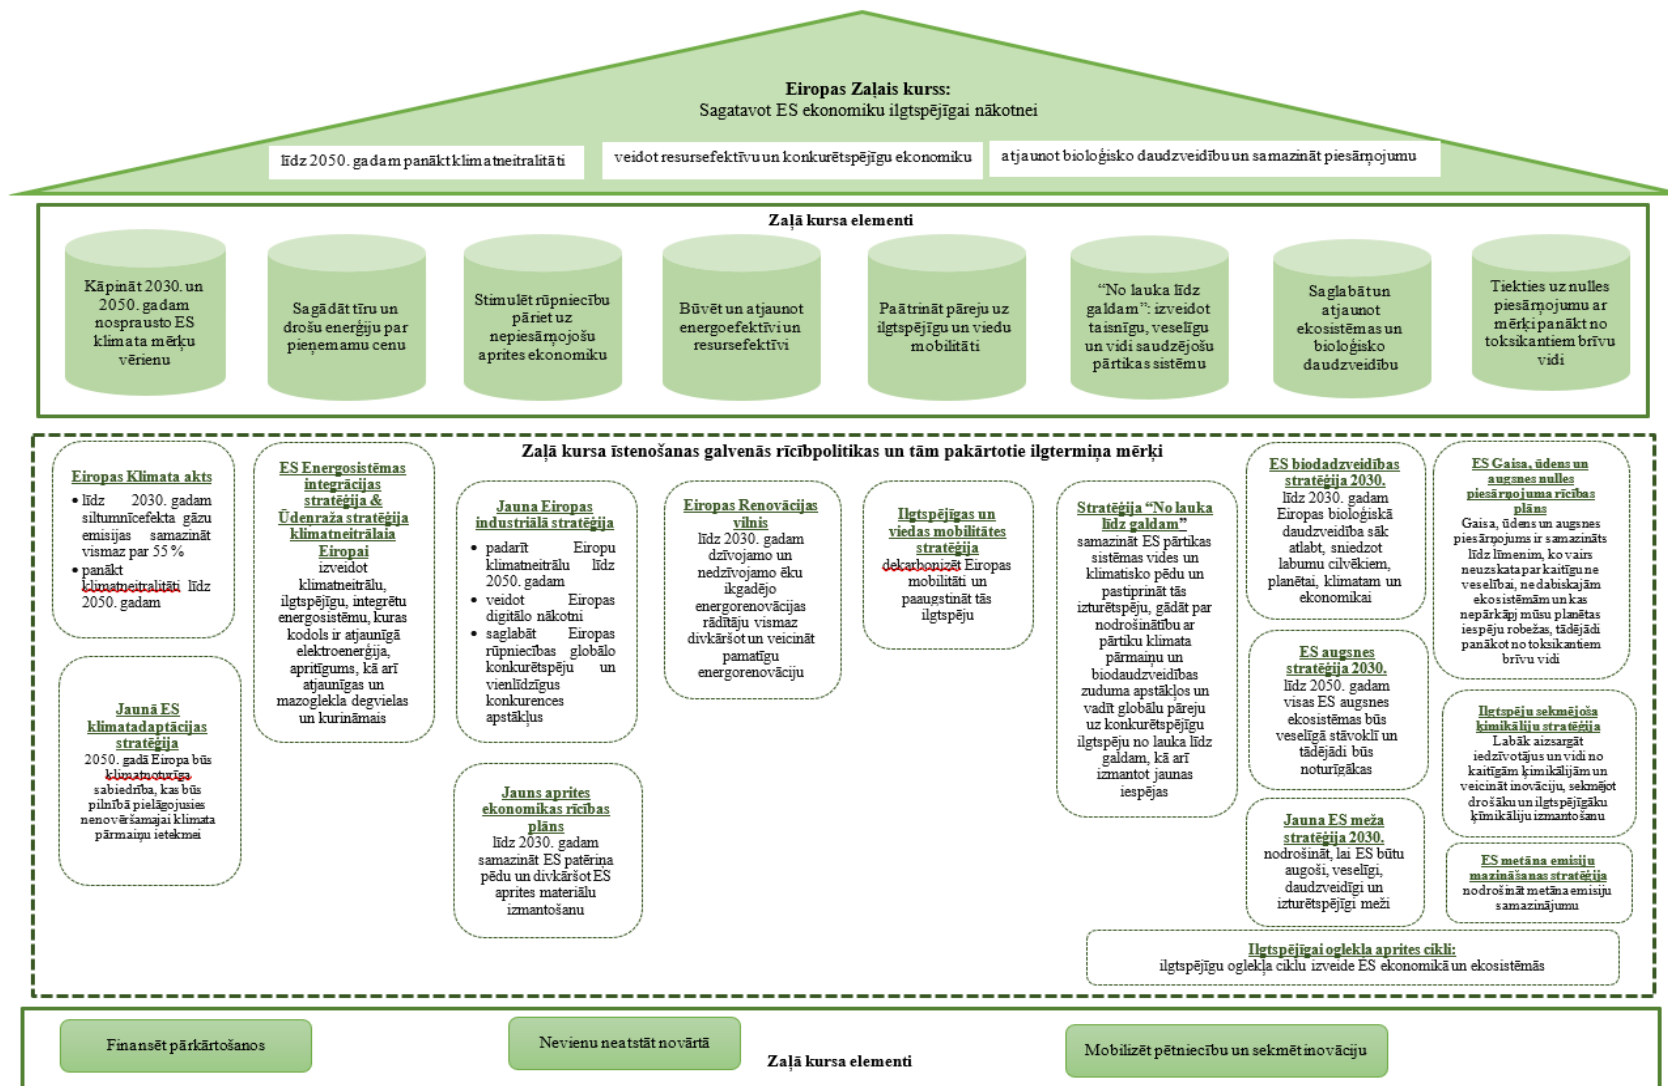 Eiropas Zaļais kurss:
Sagatavot ES ekonomiku ilgtspējīgai nākotnei
līdz 2050. gadam panākt klimatneitralitāti
veidot resursefektīvu un konkurētspējīgu ekonomiku
atjaunot bioloģisko daudzveidību un samazināt piesārņojumu
Zaļā kursa elementi
Kāpināt 2030. un
2050. gadam
nosprausto ES
klimata mērķu
vērienu
Sagādāt tīru un
drošu enerģiju par
pieņemamu cenu
Stimulēt rūpniecību
pāriet uz
nepiesārņojošu
aprites ekonomiku
Būvēt un atjaunot
energoefektīvi un
resursefektīvi
Paātrināt pāreju uz
ilgtspējīgu un viedu
mobilitāti
“No lauka līdz
galdam”: izveidot
taisnīgu, veselīgu
un vidi saudzējošu
pārtikas sistēmu
Saglabāt un
atjaunot
ekosistēmas un
bioloģisko
daudzveidību
Tiekties uz nulles
piesārņojumu ar
mērķi panākt no
toksikantiem brīvu
vidi
Zaļā kursa īstenošanas galvenās rīcībpolitikas un tām pakārtotie ilgtermiņa mērķi
Eiropas Klimata akts
• līdz 2030. gadam
siltumnīcefekta gāzu
emisijas samazināt
vismaz par 55 %
• panākt
klimatneitralitāti līdz
2050. gadam
Jaunā ES
klimatadaptācijas
stratēģija
2050. gadā Eiropa būs
klimatnoturīga
sabiedrība, kas būs
pilnībā pielāgojusies
nenovēršamajai klimata
pārmaiņu ietekmei
ES Energosistēmas
integrācijas
stratēģija &
Ūdeņraža stratēģija
klimatneitrālaia
Eiropai
izveidot
klimatneitrālu,
ilgtspējīgu, integrētu
energosistēmu, kuras
kodols ir atjaunīgā
elektroenerģija,
apritīgums, kā arī
atjaunīgas un
mazoglekļa degvielas
un kurināmais
Jauna Eiropas
industriālā stratēģija
• padarīt Eiropu
klimatneitrālu līdz
2050. gadam
• veidot Eiropas
digitālo nākotni
• saglabāt Eiropas
rūpniecības globālo
konkurētspēju un
vienlīdzīgus
konkurences
apstākļus
Jauns aprites
ekonomikas rīcības
plāns
līdz 2030. gadam
samazināt ES patēriņa
pēdu un divkāršot ES
aprites materiālu
izmantošanu
Eiropas Renovācijas
vilnis
līdz 2030. gadam
dzīvojamo un
nedzīvojamo ēku
ikgadējo
energorenovācijas
rādītāju vismaz
divkāršot un veicināt
pamatīgu
energorenovāciju
Ilgtspējīgas un
viedas mobilitātes
stratēģija
dekarbonizēt Eiropas
mobilitāti un
paaugstināt tās
ilgtspēju
Stratēģija “No lauka
līdz galdam”
samazināt ES pārtikas
sistēmas vides un
klimatisko pēdu un
pastiprināt tās
izturētspēju, gādāt par
nodrošinātību ar
pārtiku klimata
pārmaiņu un
biodaudzveidības
zuduma apstākļos un
vadīt globālu pāreju
uz konkurētspējīgu
ilgtspēju no lauka līdz
galdam, kā arī
izmantot jaunas
iespējas
ES biodadzveidības
stratēģija 2030.
līdz 2030. gadam
Eiropas bioloģiskā
daudzveidība sāk
atlabt, sniedzot
labumu cilvēkiem,
planētai, klimatam un
ekonomikai
ES augsnes
stratēģija 2030.
līdz 2050. gadam
visas ES augsnes
ekosistēmas būs
veselīgā stāvoklī un
tādējādi būs
noturīgākas
Jauna ES meža
stratēģija 2030.
nodrošināt, lai ES būtu
augoši, veselīgi,
daudzveidīgi un
izturētspējīgi meži
ES Gaisa, ūdens un
augsnes nulles
piesārņojuma rīcības
plāns
Gaisa, ūdens un augsnes
piesārņojums ir samazināts
līdz līmenim, ko vairs
neuzskata par kaitīgu ne
veselībai, ne dabiskajām
ekosistēmām un kas
nepārkāpj mūsu planētas
iespēju robežas, tādējādi
panākot no toksikantiem
brīvu vidi
Ilgtspēju sekmējoša
ķimikāliju stratēģija
Labāk aizsargāt
iedzīvotājus un vidi no
kaitīgām ķimikālijām un
veicināt inovāciju, sekmējot
drošāku un ilgtspējīgāku
ķīmikāliju izmantošanu
ES metāna emisiju
mazināšanas stratēģija
nodrošināt metāna emisiju
samazinājumu
Ilgtspējīgai oglekļa aprites cikli:
ilgtspējīgu oglekļa ciklu izveide ES ekonomikā un ekosistēmās
Finansēt pārkārtošanos
Nevienu neatstāt novārtā
Mobilizēt pētniecību un sekmēt inovāciju
Zaļā kursa elementi